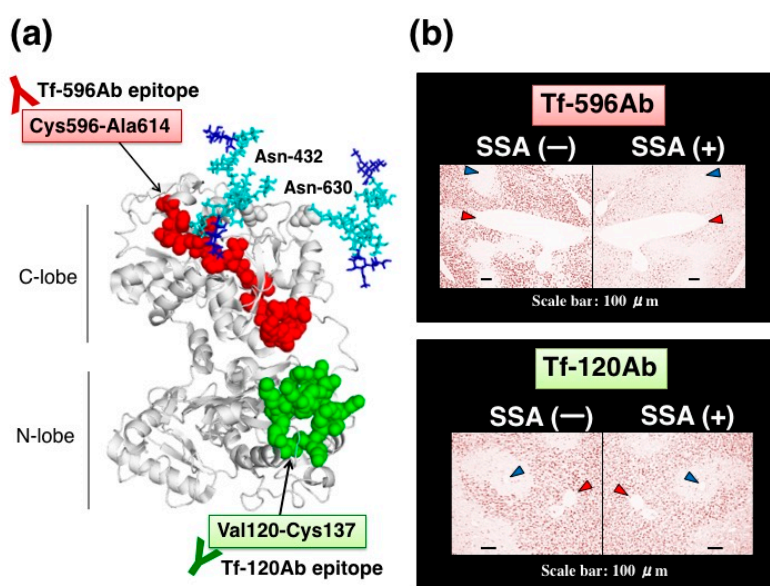 (a)
Tf-596Ab epitope
Cys596-Ala614
Asn-432
Asn-630
C-lobe
N-lobe
Val120-Cys137
Tf-120Ab epitope
(b)
Tf-596Ab
SSA (—) SSA (+)
Scale bar: 100 μm
Tf-120Ab
SSA (—) SSA (+)
Scale bar: 100 μm